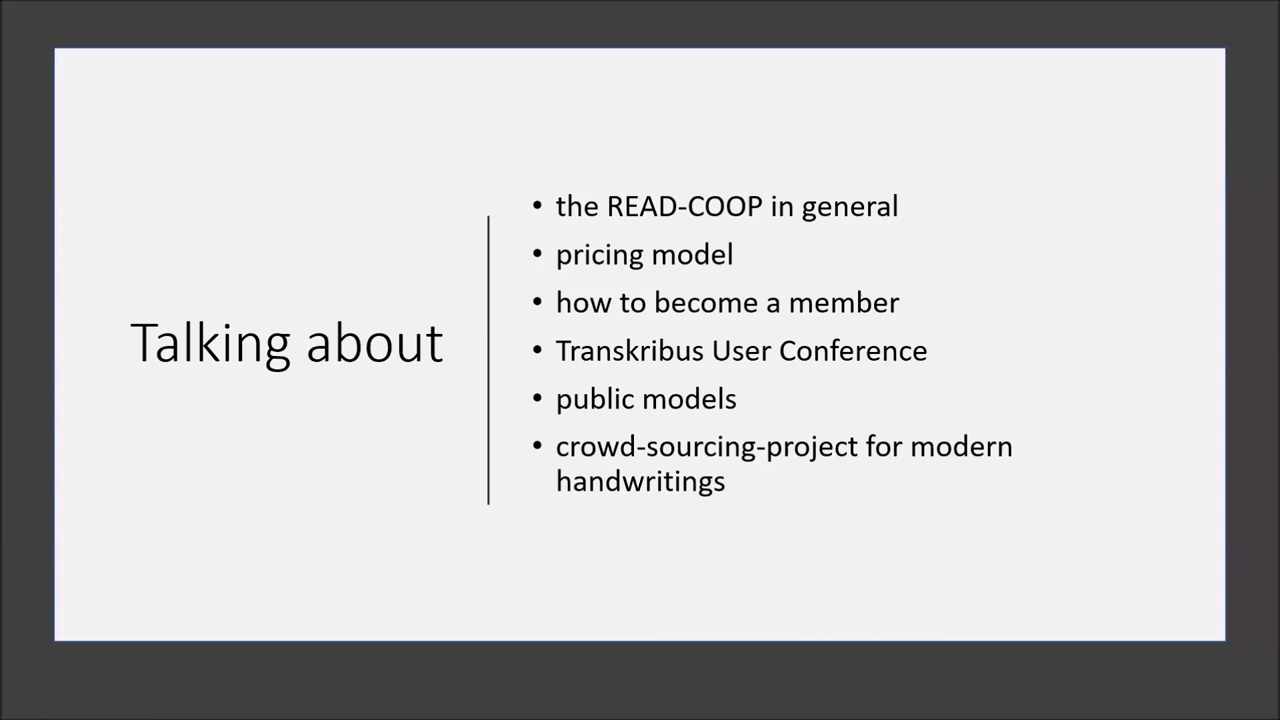 Talking about
• the READ-COOP in general
• pricing model
• how to become a member
• Transkribus User Conference
• public models
• crowd-sourcing-project for modern
handwritings